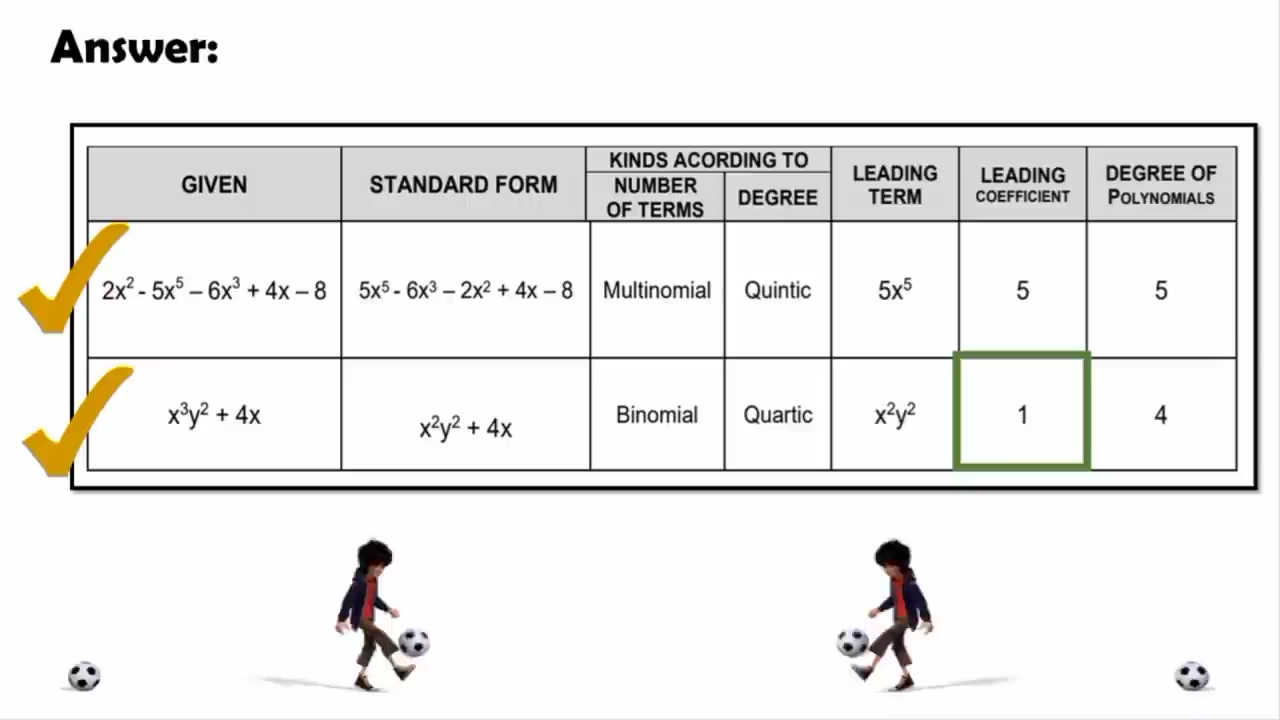 Answer:
GIVEN
STANDARD FORM
KINDS ACORDING TO
NUMBER
OF TERMS
DEGREE
LEADING
TERM
LEADING
COEFFICIENT
DEGREE OF
POLYNOMIALS
2x² - 5x⁵ – 6x³ + 4x – 8
5x⁵ - 6x³ – 2x² + 4x – 8
Multinomial
Quintic
5x⁵
5
5
x³y² + 4x
x²y² + 4x
Binomial
Quartic
x²y²
1
4